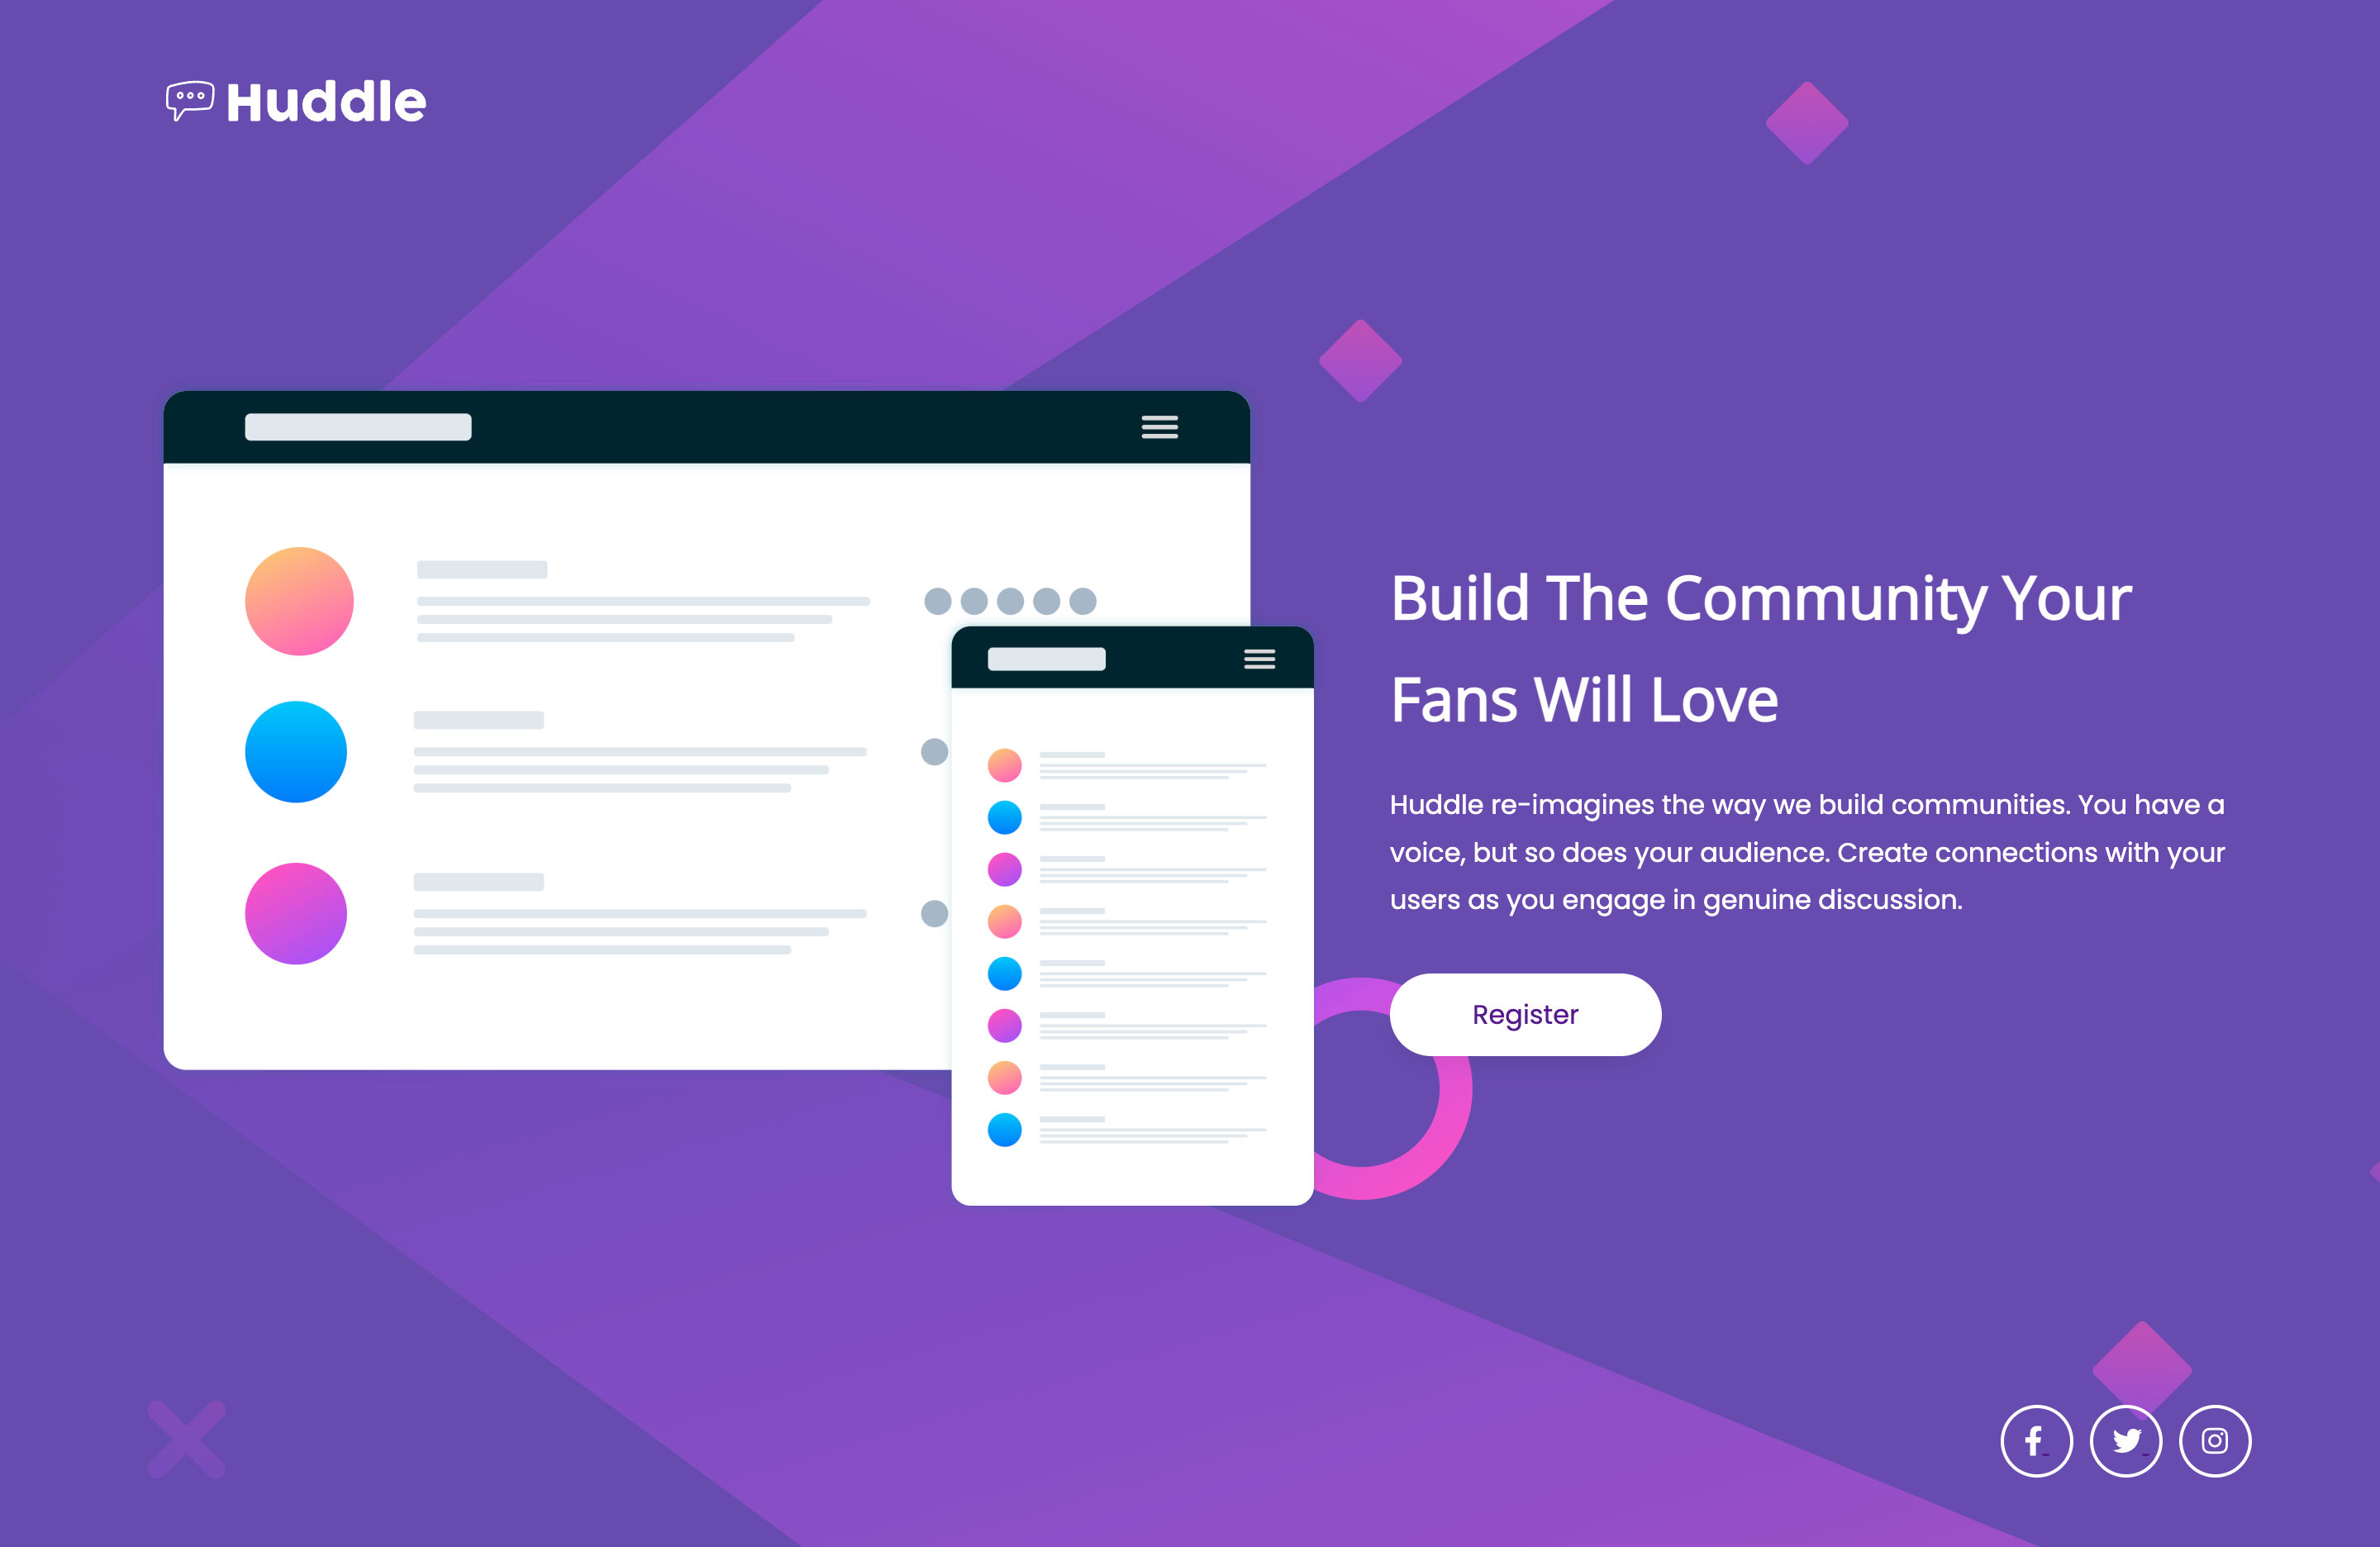 Huddle
Build The Community Your
Fans Will Love
Huddle re-imagines the way we build communities. You have a
voice, but so does your audience. Create connections with your
users as you engage in genuine discussion.
Register